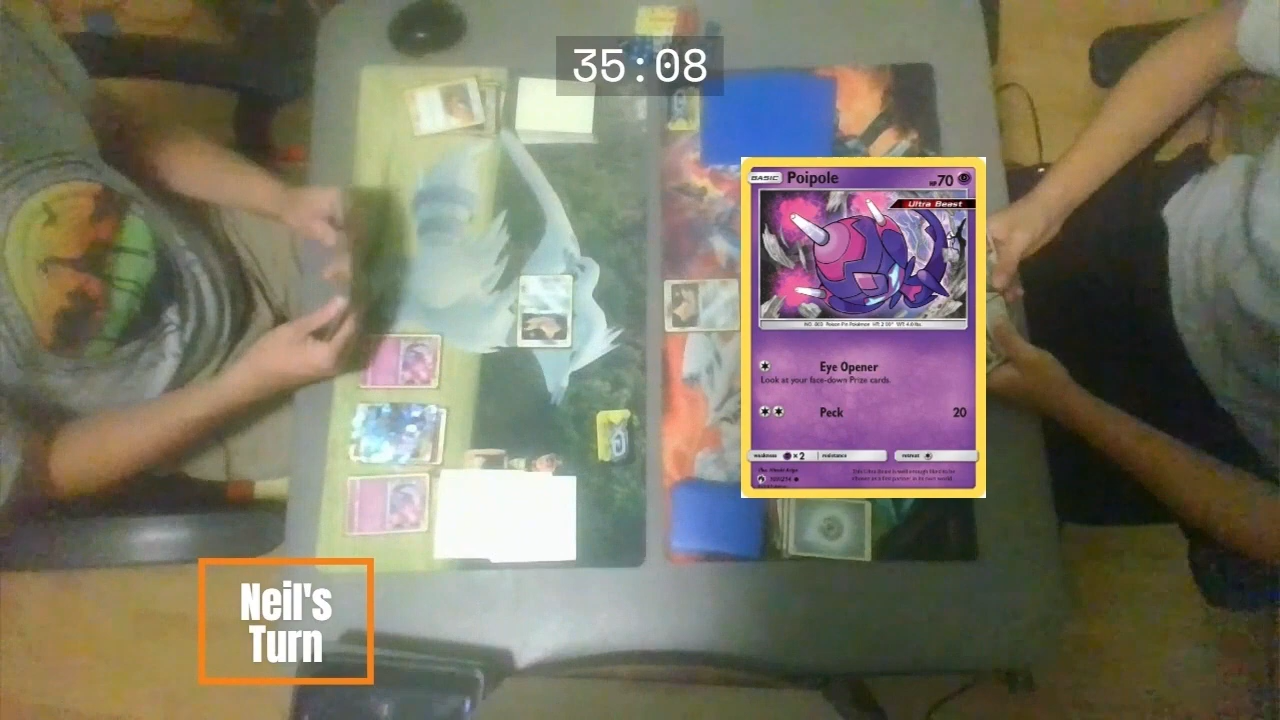 35:08
BASIC Poipole HP70
Ultra Beast
Eye Opener
Look at your face-down Prize cards.
Peck 20
weakness ×2 resistance retreat
Neil's
Turn